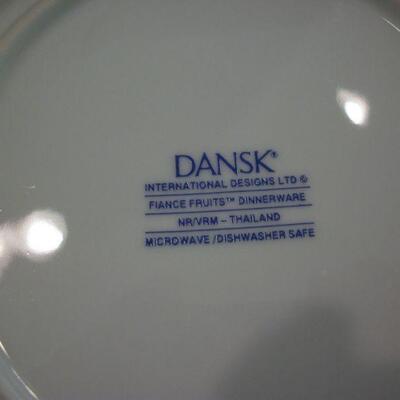 DANSK®
INTERNATIONAL DESIGNS LTD ©
FIANCE FRUITS™ DINNERWARE
NR/VRM – THAILAND
MICROWAVE/DISHWASHER SAFE